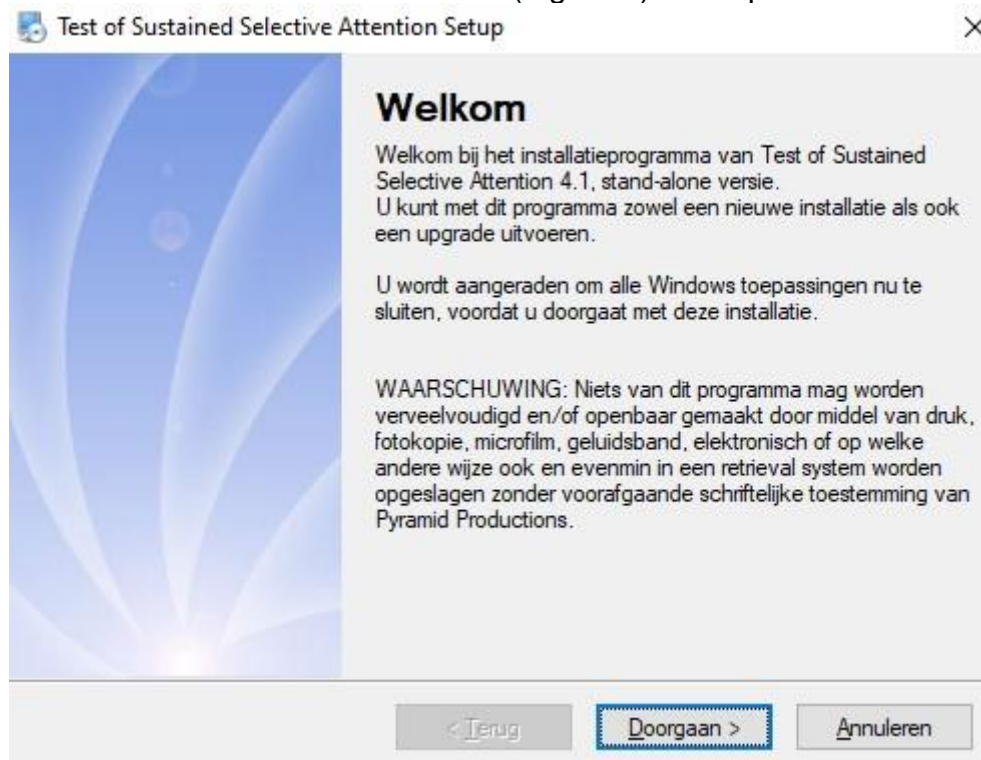 Test of Sustained Selective Attention Setup
Welkom
Welkom bij het installatieprogramma van Test of Sustained
Selective Attention 4.1, stand-alone versie.
U kunt met dit programma zowel een nieuwe installatie als ook
een upgrade uitvoeren.
U wordt aangeraden om alle Windows toepassingen nu te
sluiten, voordat u doorgaat met deze installatie.
WAARSCHUWING: Niets van dit programma mag worden
verveelvoudigd en/of openbaar gemaakt door middel van druk,
fotokopie, microfilm, geluidsband, elektronisch of op welke
andere wijze ook en evenmin in een retrieval system worden
opgeslagen zonder voorafgaande schriftelijke toestemming van
Pyramid Productions.
< Terug Doorgaan > Annuleren